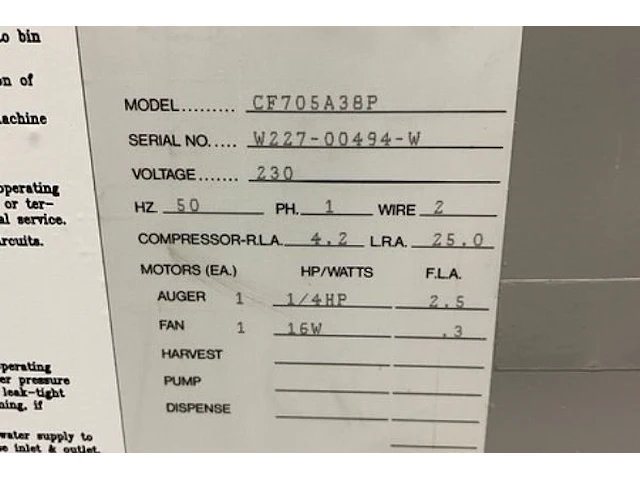 to bin
on of
machine
operating
or ter-
al service.
ircuits.
MODEL......... CF705A38P
SERIAL NO..... W227-00494-W
VOLTAGE....... 230
HZ 50 PH. 1 WIRE 2
COMPRESSOR-R.L.A. 4.2 L.R.A. 25.0
MOTORS (EA.) HP/WATTS F.L.A.
AUGER 1 1/4HP 2.5
FAN 1 16W .3
HARVEST
PUMP
DISPENSE
operating
er pressure
leak-tight
ning, if
water supply to
se inlet & outlet